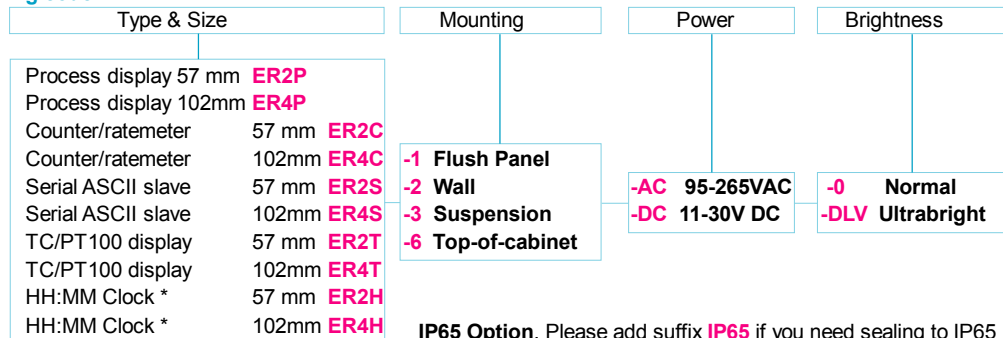 Type & Size
Mounting
Power
Brightness
Process display 57 mm ER2P
Process display 102mm ER4P
Counter/ratemeter 57 mm ER2C
Counter/ratemeter 102mm ER4C
Serial ASCII slave 57 mm ER2S
Serial ASCII slave 102mm ER4S
TC/PT100 display 57 mm ER2T
TC/PT100 display 102mm ER4T
HH:MM Clock * 57 mm ER2H
HH:MM Clock * 102mm ER4H
-1 Flush Panel
-2 Wall
-3 Suspension
-6 Top-of-cabinet
-AC 95-265VAC
-DC 11-30V DC
-0 Normal
-DLV Ultrabright
IP65 Option. Please add suffix IP65 if you need sealing to IP65